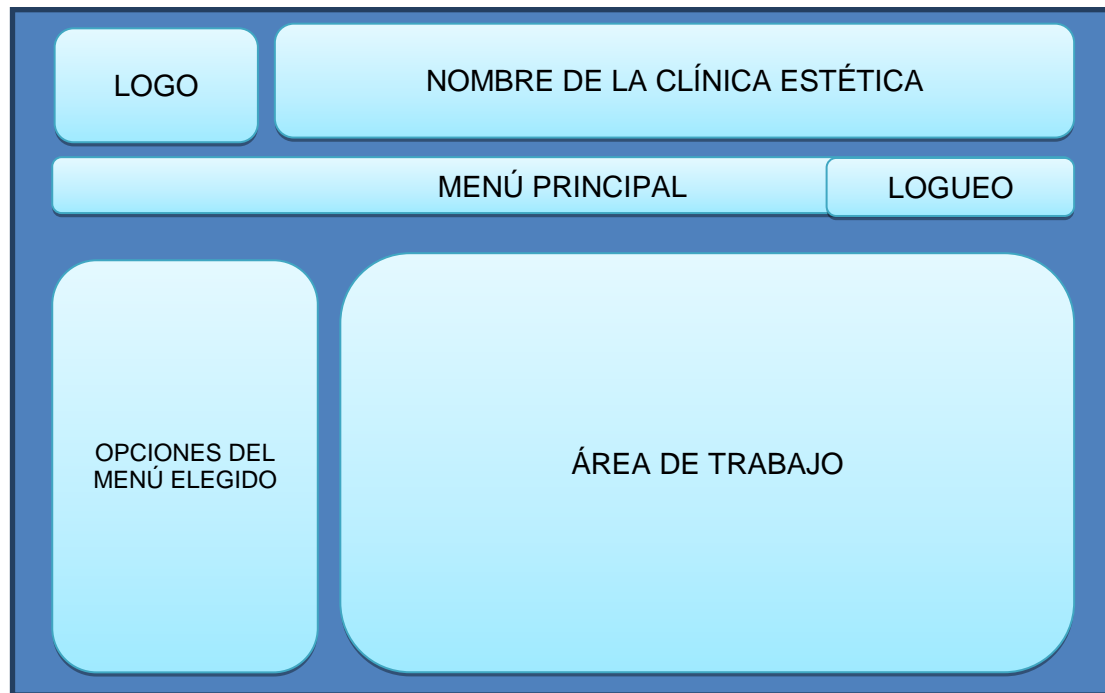 LOGO
NOMBRE DE LA CLÍNICA ESTÉTICA
MENÚ PRINCIPAL
LOGUEO
OPCIONES DEL
MENÚ ELEGIDO
ÁREA DE TRABAJO